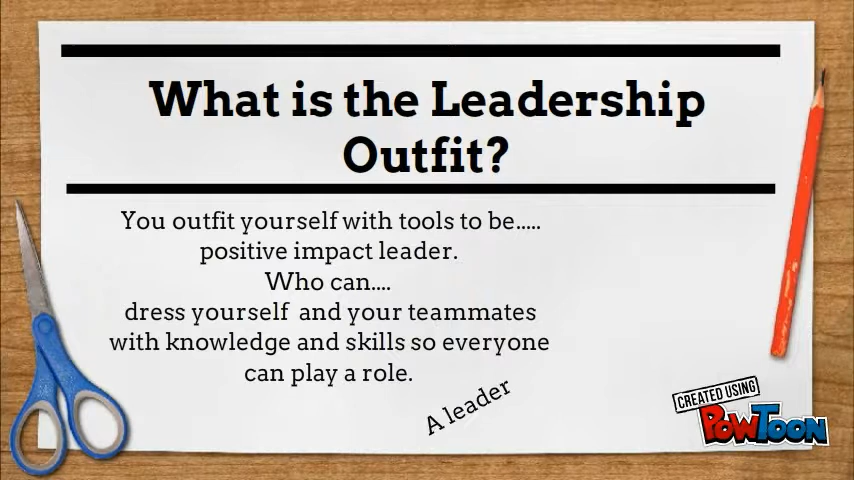 What is the Leadership
Outfit?
You outfit yourself with tools to be.....
positive impact leader.
Who can....
dress yourself  and your teammates
with knowledge and skills so everyone
can play a role.
A leader
CREATED USING
POWTOON